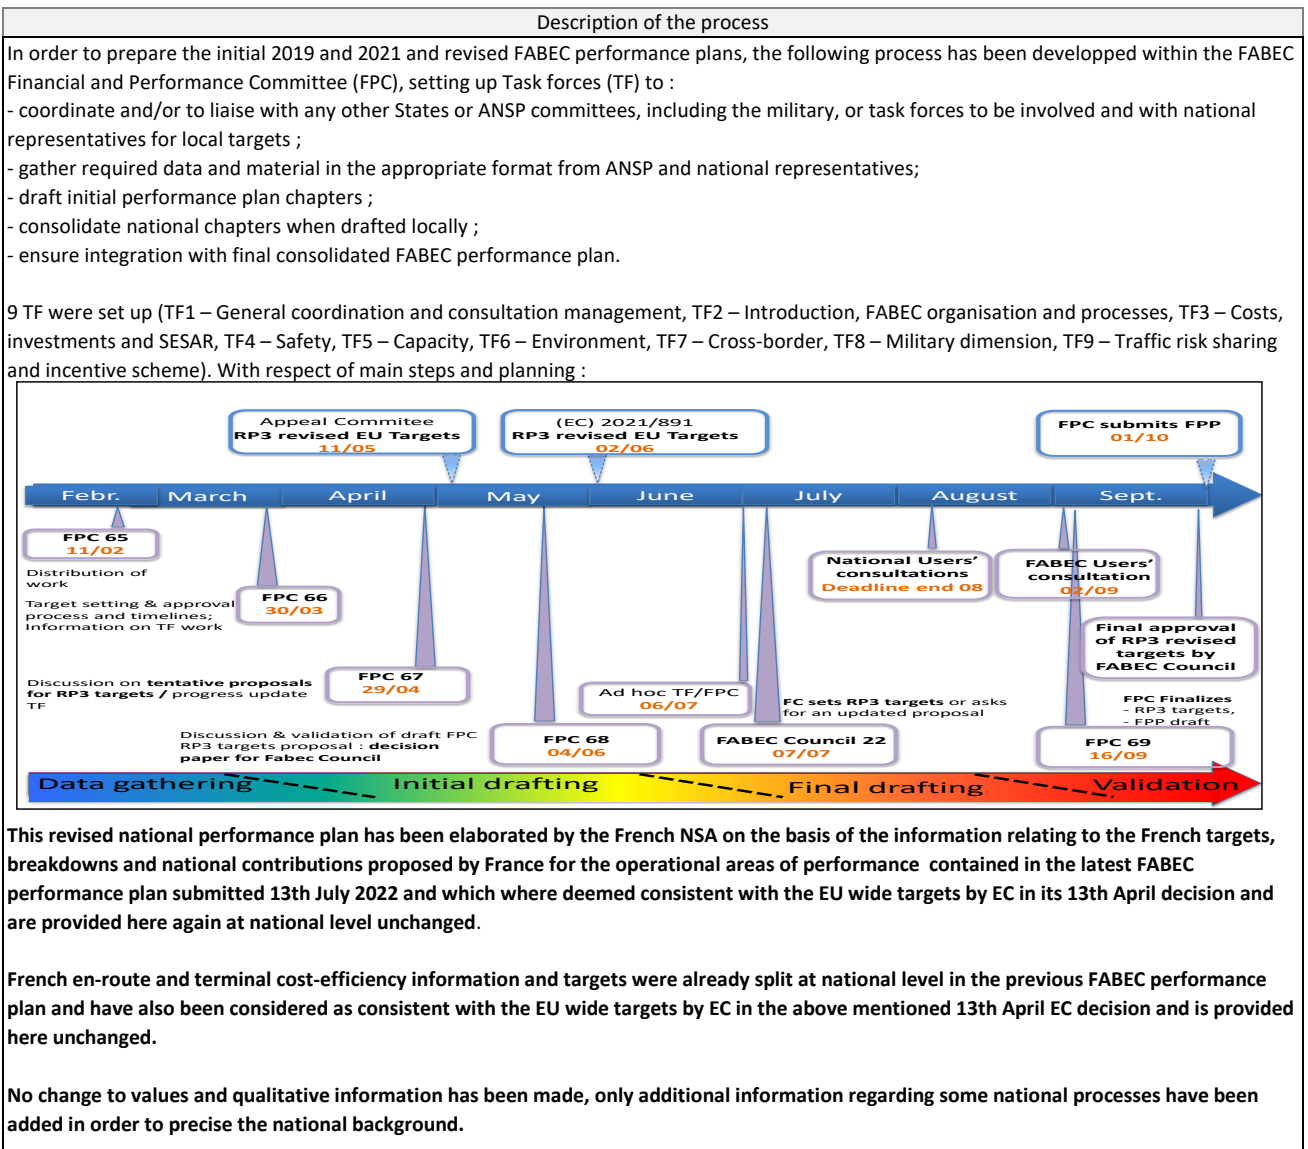 Description of the process
In order to prepare the initial 2019 and 2021 and revised FABEC performance plans, the following process has been developped within the FABEC
Financial and Performance Committee (FPC), setting up Task forces (TF) to :
- coordinate and/or to liaise with any other States or ANSP committees, including the military, or task forces to be involved and with national
representatives for local targets ;
- gather required data and material in the appropriate format from ANSP and national representatives;
- draft initial performance plan chapters ;
- consolidate national chapters when drafted locally ;
- ensure integration with final consolidated FABEC performance plan.
9 TF were set up (TF1 – General coordination and consultation management, TF2 – Introduction, FABEC organisation and processes, TF3 – Costs,
investments and SESAR, TF4 – Safety, TF5 – Capacity, TF6 – Environment, TF7 – Cross-border, TF8 – Military dimension, TF9 – Traffic risk sharing
and incentive scheme). With respect of main steps and planning :
Appeal Commitee
RP3 revised EU Targets
11/05
(EC) 2021/891
RP3 revised EU Targets
02/06
FPC submits FPP
01/10
Febr. March April May June July August Sept.
FPC 65
11/02
Distribution of
work
FPC 66
30/03
Target setting & approval
process and timelines;
Information on TF work
FPC 67
29/04
Discussion on tentative proposals
for RP3 targets / progress update
TF
FPC 68
04/06
Discussion & validation of draft FPC
RP3 targets proposal : decision
paper for Fabec Council
Ad hoc TF/FPC
06/07
FC sets RP3 targets or asks
for an updated proposal
FABEC Council 22
07/07
National Users'
consultations
Deadline end 08
FABEC Users'
consultation
02/09
Final approval
of RP3 revised
targets by
FABEC Council
FPC Finalizes
- RP3 targets,
- FPP draft
FPC 69
16/09
Data gathering Initial drafting Final drafting Validation
This revised national performance plan has been elaborated by the French NSA on the basis of the information relating to the French targets,
breakdowns and national contributions proposed by France for the operational areas of performance contained in the latest FABEC
performance plan submitted 13th July 2022 and which where deemed consistent with the EU wide targets by EC in its 13th April decision and
are provided here again at national level unchanged.
French en-route and terminal cost-efficiency information and targets were already split at national level in the previous FABEC performance
plan and have also been considered as consistent with the EU wide targets by EC in the above mentioned 13th April EC decision and is provided
here unchanged.
No change to values and qualitative information has been made, only additional information regarding some national processes have been
added in order to precise the national background.